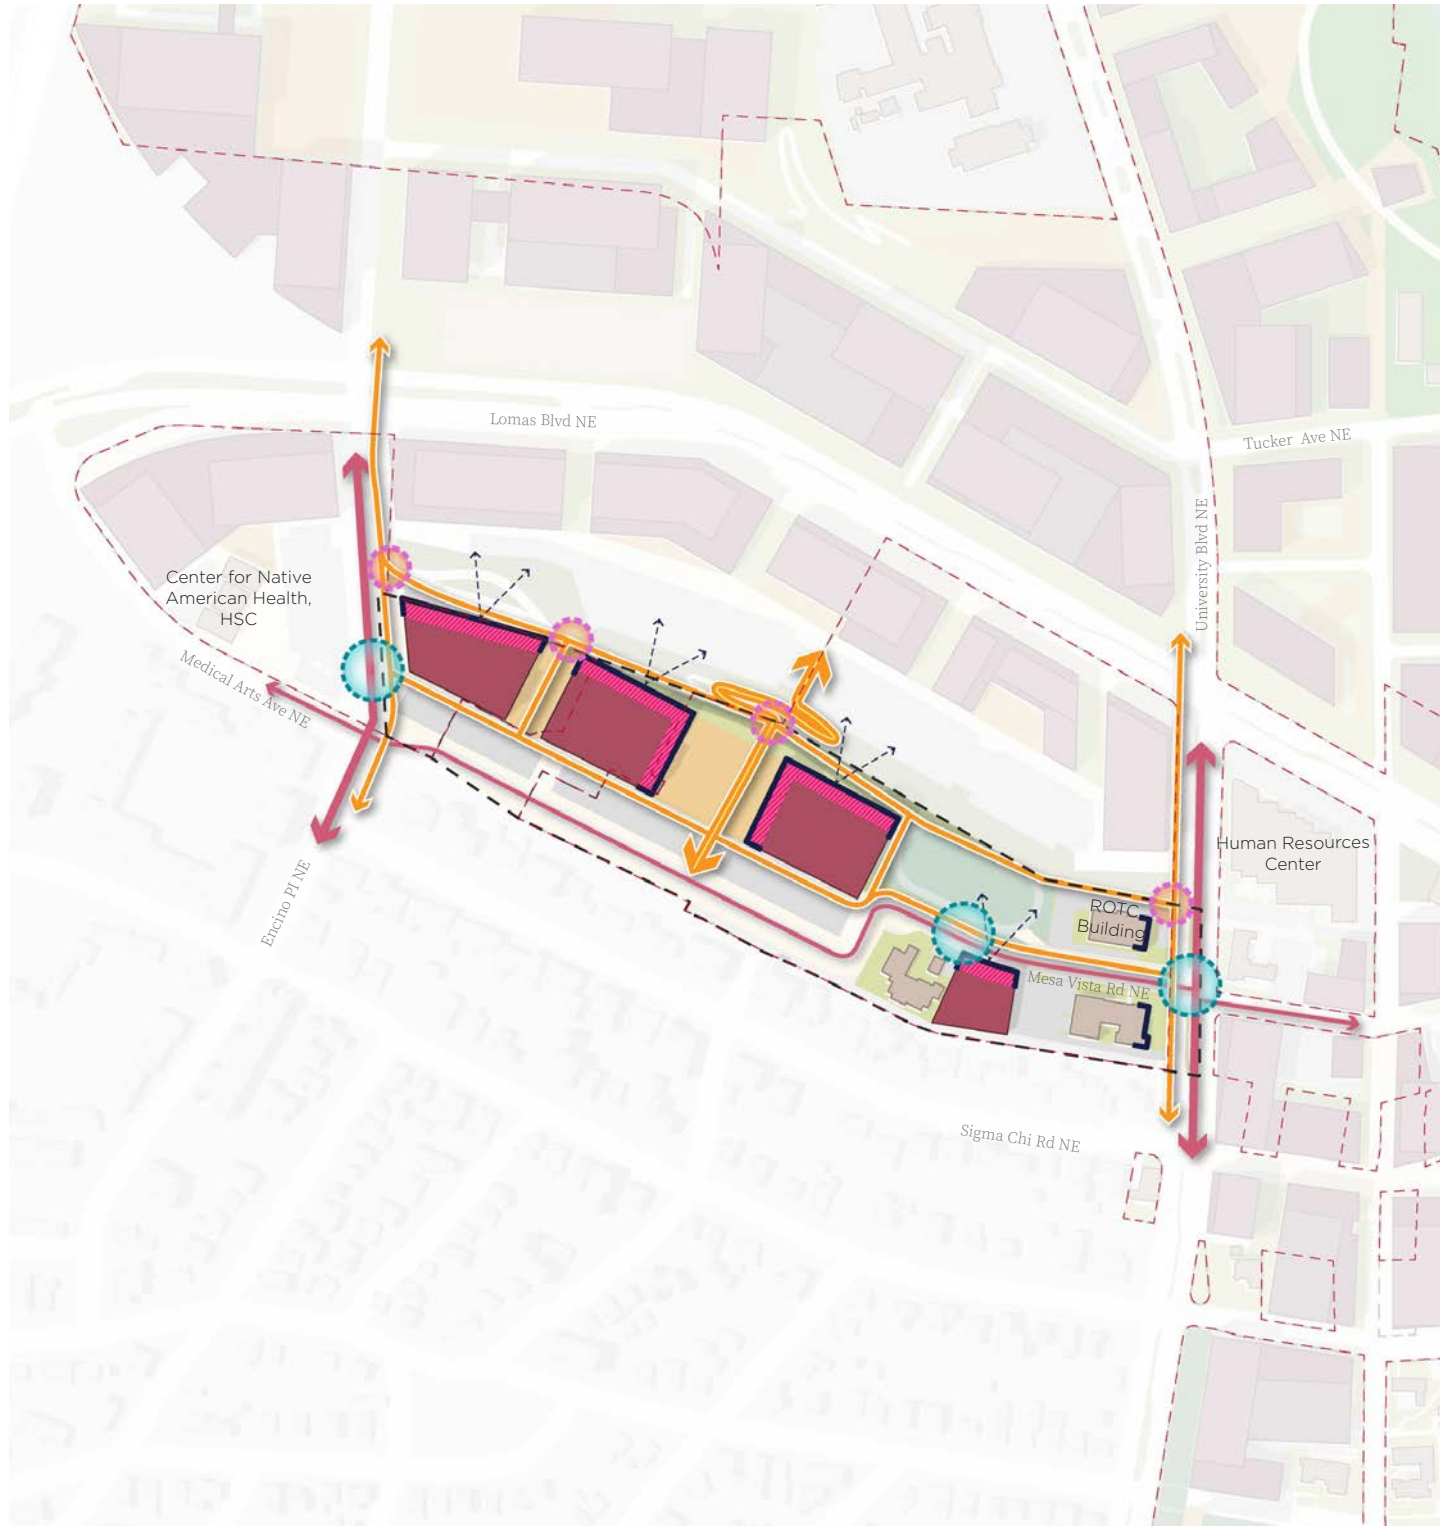 Lomas Blvd NE
Tucker Ave NE
University Blvd NE
Center for Native
American Health,
HSC
Medical Arts Ave NE
Encino Pl NE
Human Resources
Center
ROTC
Building
Mesa Vista Rd NE
Sigma Chi Rd NE